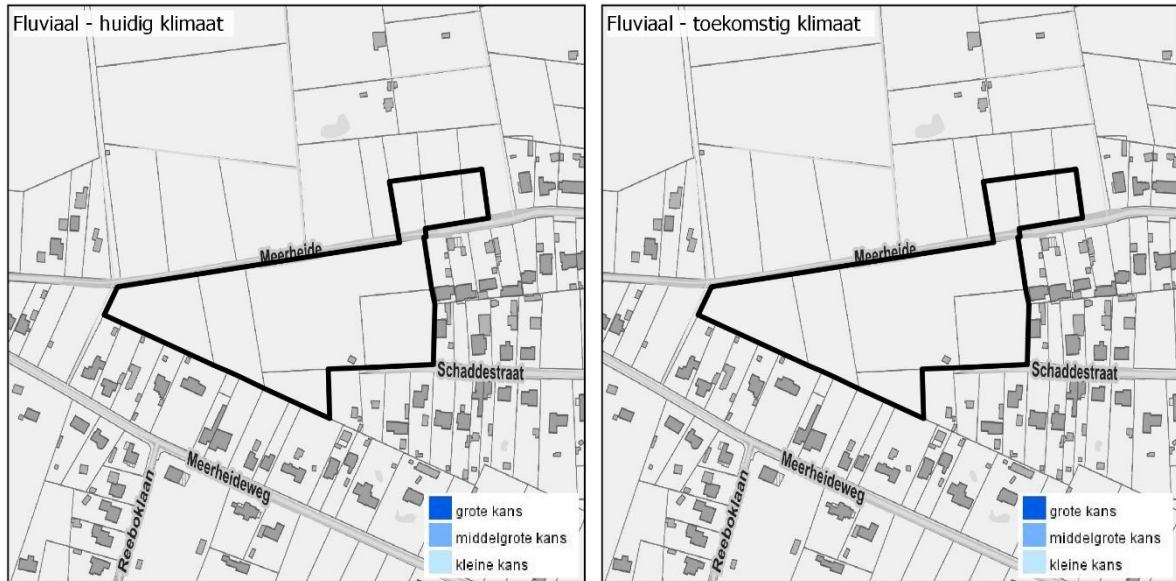 Fluviaal - huidig klimaat
Meerheide
Schaddestraat
Meerheideweg
Reeboklaan
grote kans
middelgrote kans
kleine kans
Fluviaal - toekomstig klimaat
Meerheide
Schaddestraat
Meerheideweg
Reeboklaan
grote kans
middelgrote kans
kleine kans